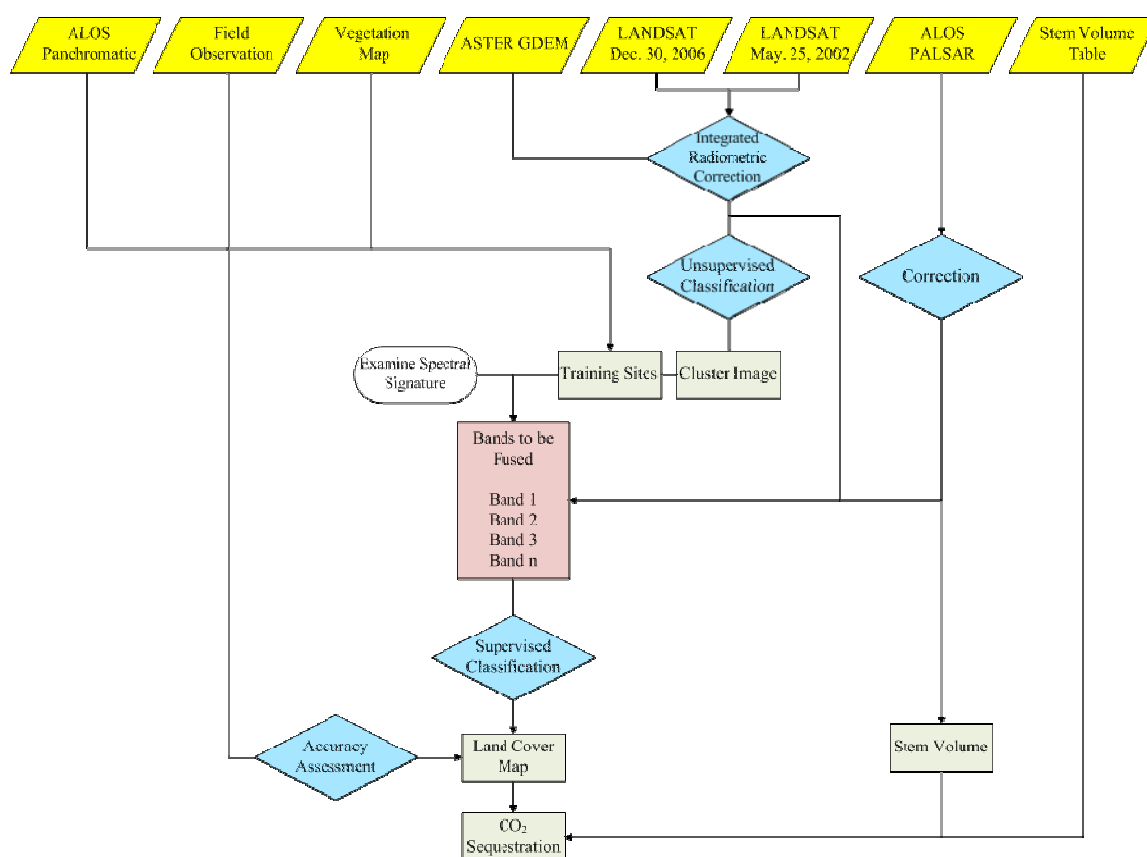 ALOS
Panchromatic
Field
Observation
Vegetation
Map
ASTER GDEM
LANDSAT
Dec. 30, 2006
LANDSAT
May. 25, 2002
ALOS
PALSAR
Stem Volume
Table
Integrated
Radiometric
Correction
Unsupervised
Classification
Correction
Examine Spectral
Signature
Training Sites
Cluster Image
Bands to be
Fused
Band 1
Band 2
Band 3
Band n
Supervised
Classification
Accuracy
Assessment
Land Cover
Map
Stem Volume
CO₂
Sequestration